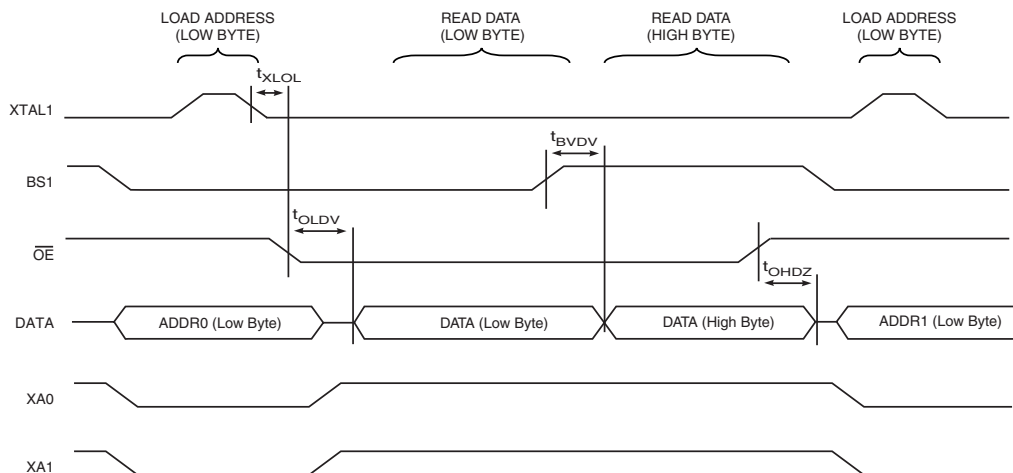 LOAD ADDRESS
(LOW BYTE)
READ DATA
(LOW BYTE)
READ DATA
(HIGH BYTE)
LOAD ADDRESS
(LOW BYTE)
tXLOL
XTAL1
tBVDV
BS1
tOLDV
OE
tOHDZ
DATA
ADDR0 (Low Byte)
DATA (Low Byte)
DATA (High Byte)
ADDR1 (Low Byte)
XA0
XA1